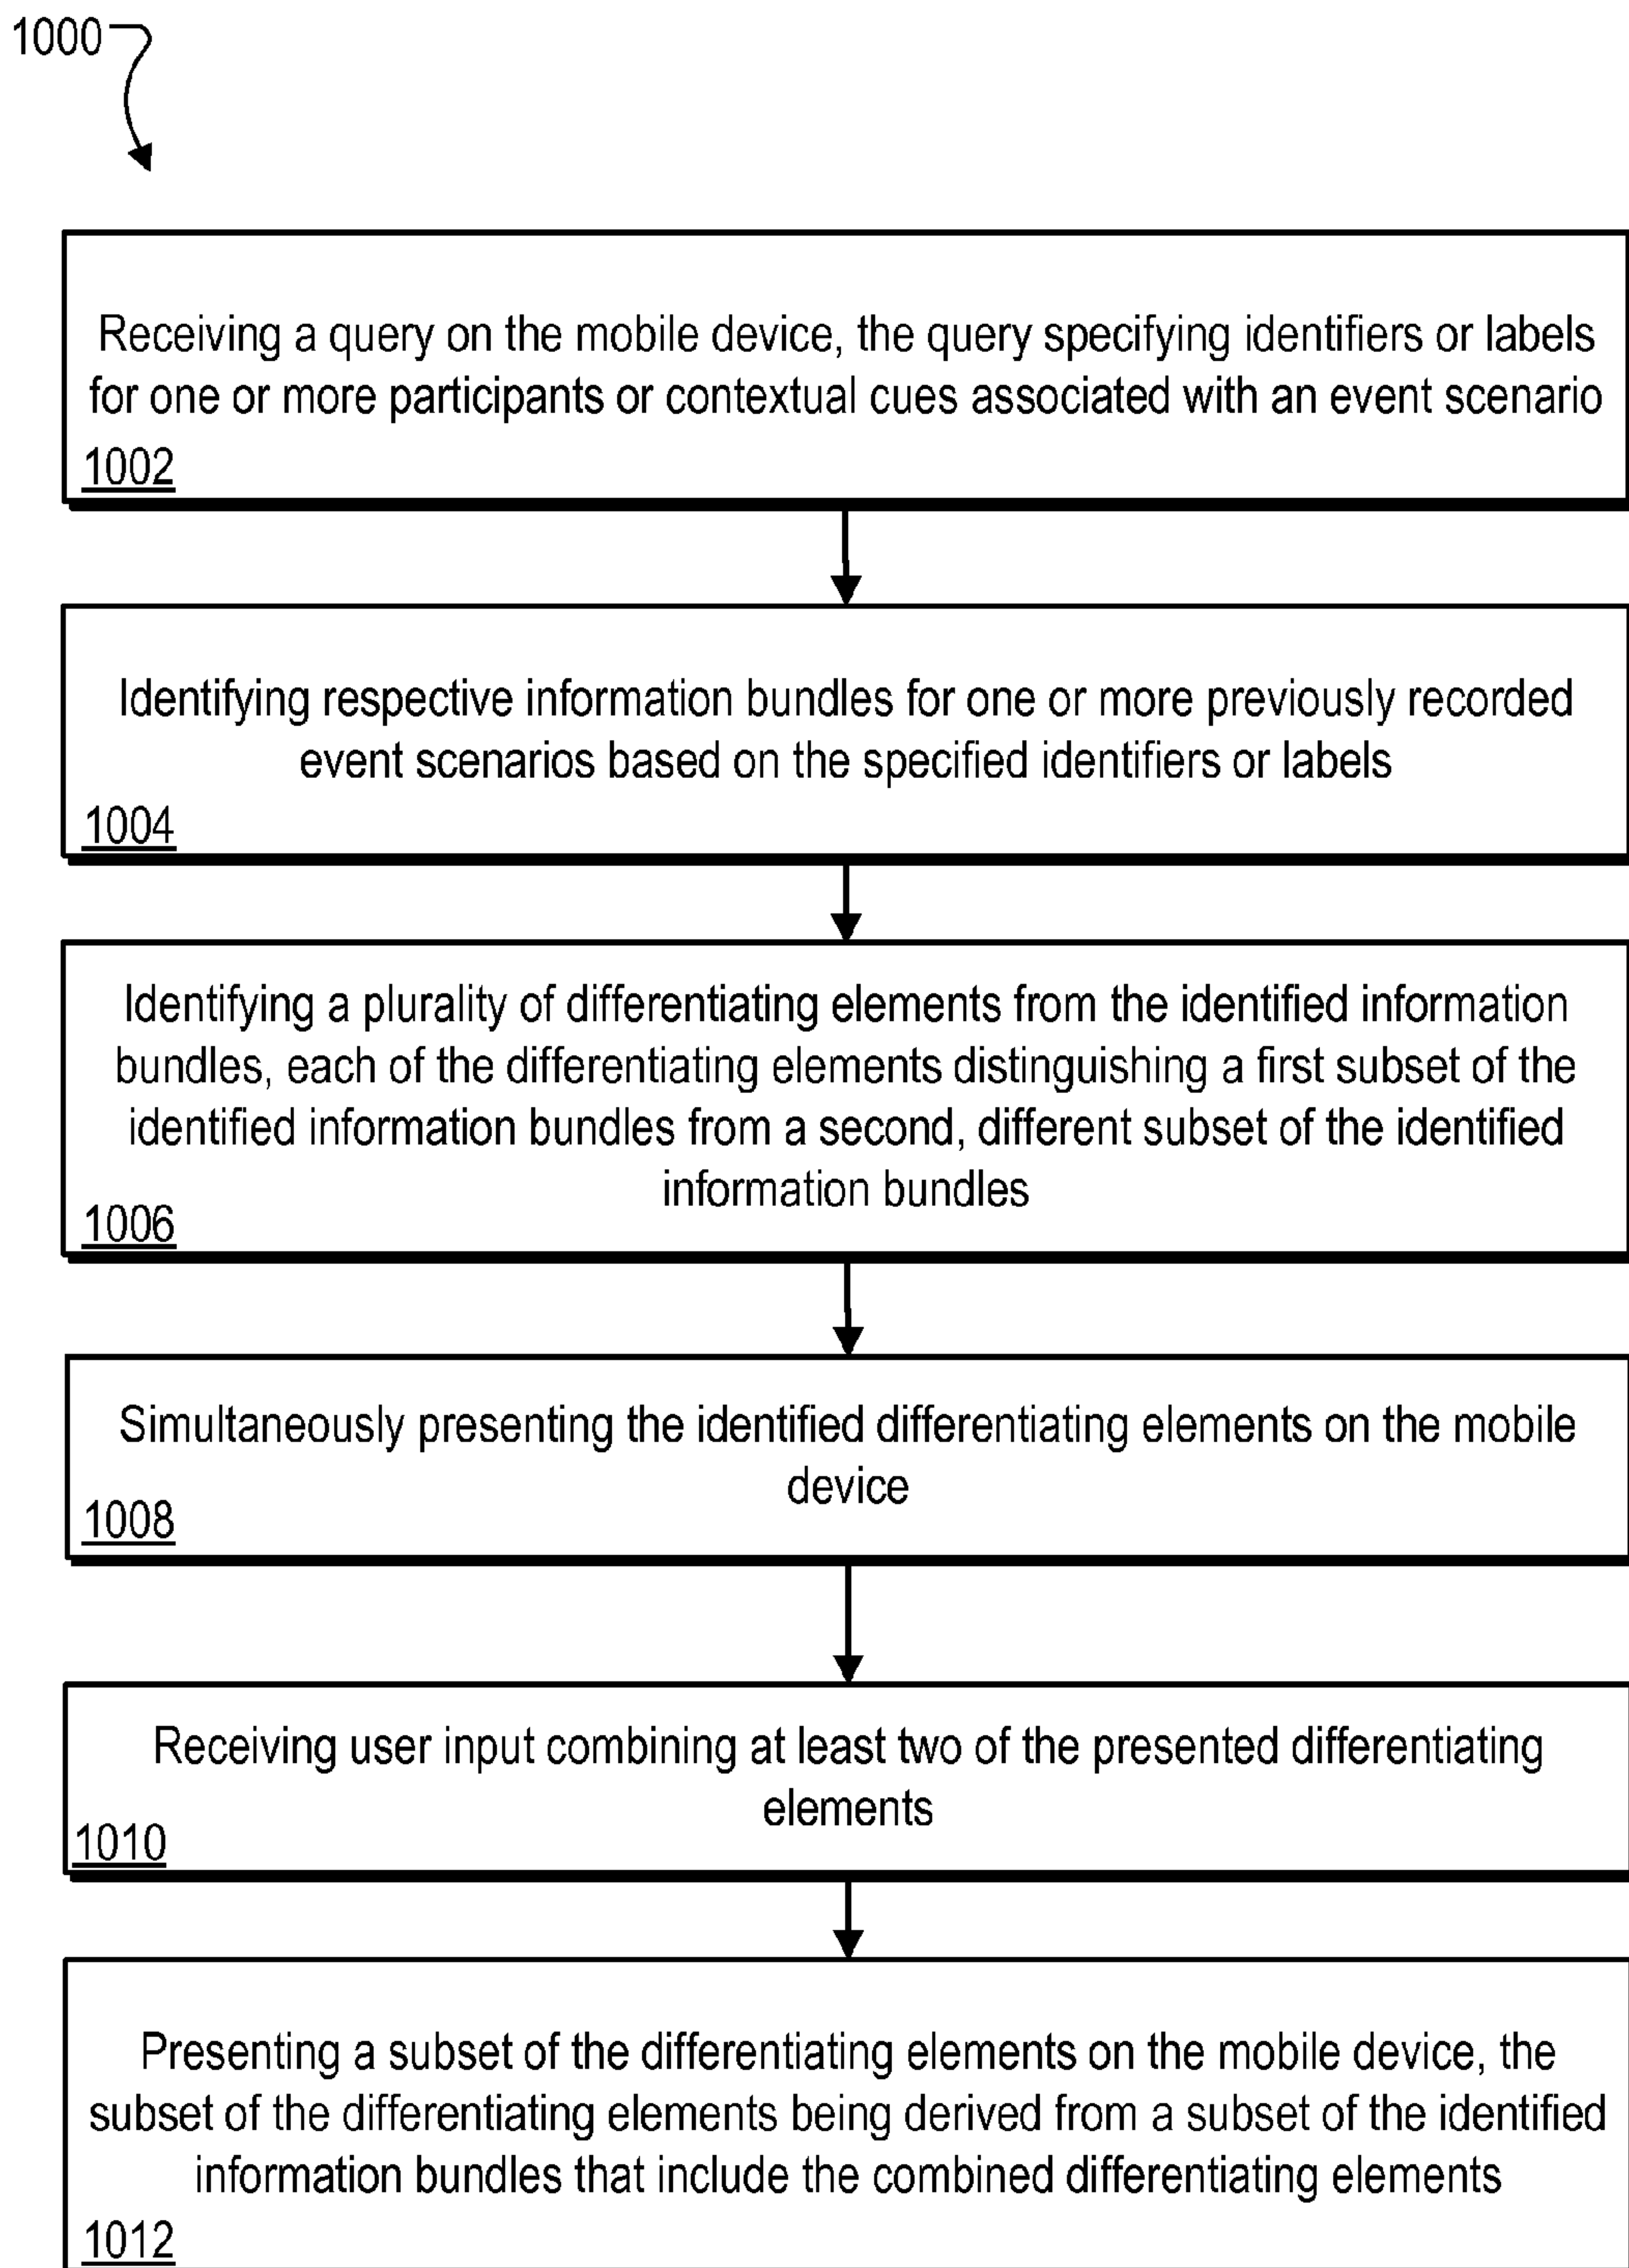 1000
Receiving a query on the mobile device, the query specifying identifiers or labels
for one or more participants or contextual cues associated with an event scenario
1002
Identifying respective information bundles for one or more previously recorded
event scenarios based on the specified identifiers or labels
1004
Identifying a plurality of differentiating elements from the identified information
bundles, each of the differentiating elements distinguishing a first subset of the
identified information bundles from a second, different subset of the identified
information bundles
1006
Simultaneously presenting the identified differentiating elements on the mobile
device
1008
Receiving user input combining at least two of the presented differentiating
elements
1010
Presenting a subset of the differentiating elements on the mobile device, the
subset of the differentiating elements being derived from a subset of the identified
information bundles that include the combined differentiating elements
1012